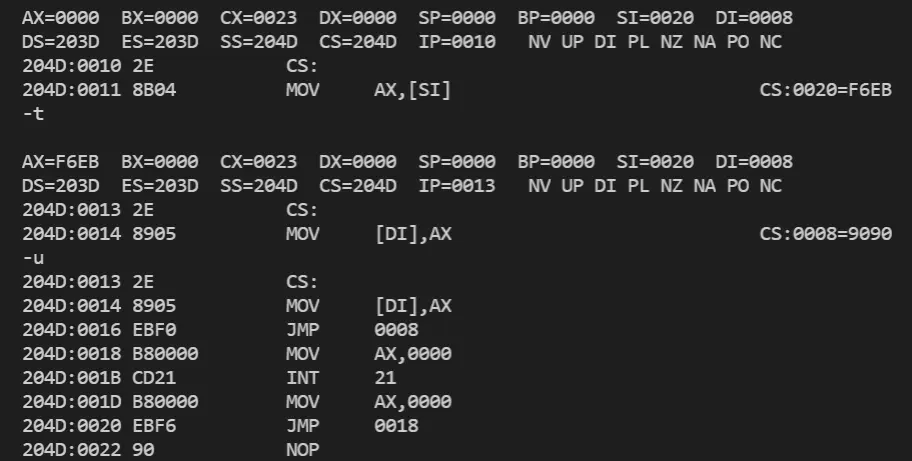 AX=0000  BX=0000  CX=0023  DX=0000  SP=0000  BP=0000  SI=0020  DI=0008
DS=203D  ES=203D  SS=204D  CS=204D  IP=0010   NV UP DI PL NZ NA PO NC
204D:0010 2E            CS:
204D:0011 8B04          MOV     AX,[SI]                            CS:0020=F6EB
-t

AX=F6EB  BX=0000  CX=0023  DX=0000  SP=0000  BP=0000  SI=0020  DI=0008
DS=203D  ES=203D  SS=204D  CS=204D  IP=0013   NV UP DI PL NZ NA PO NC
204D:0013 2E            CS:
204D:0014 8905          MOV     [DI],AX                            CS:0008=9090
-u
204D:0013 2E            CS:
204D:0014 8905          MOV     [DI],AX
204D:0016 EBF0          JMP     0008
204D:0018 B80000        MOV     AX,0000
204D:001B CD21          INT     21
204D:001D B80000        MOV     AX,0000
204D:0020 EBF6          JMP     0018
204D:0022 90            NOP